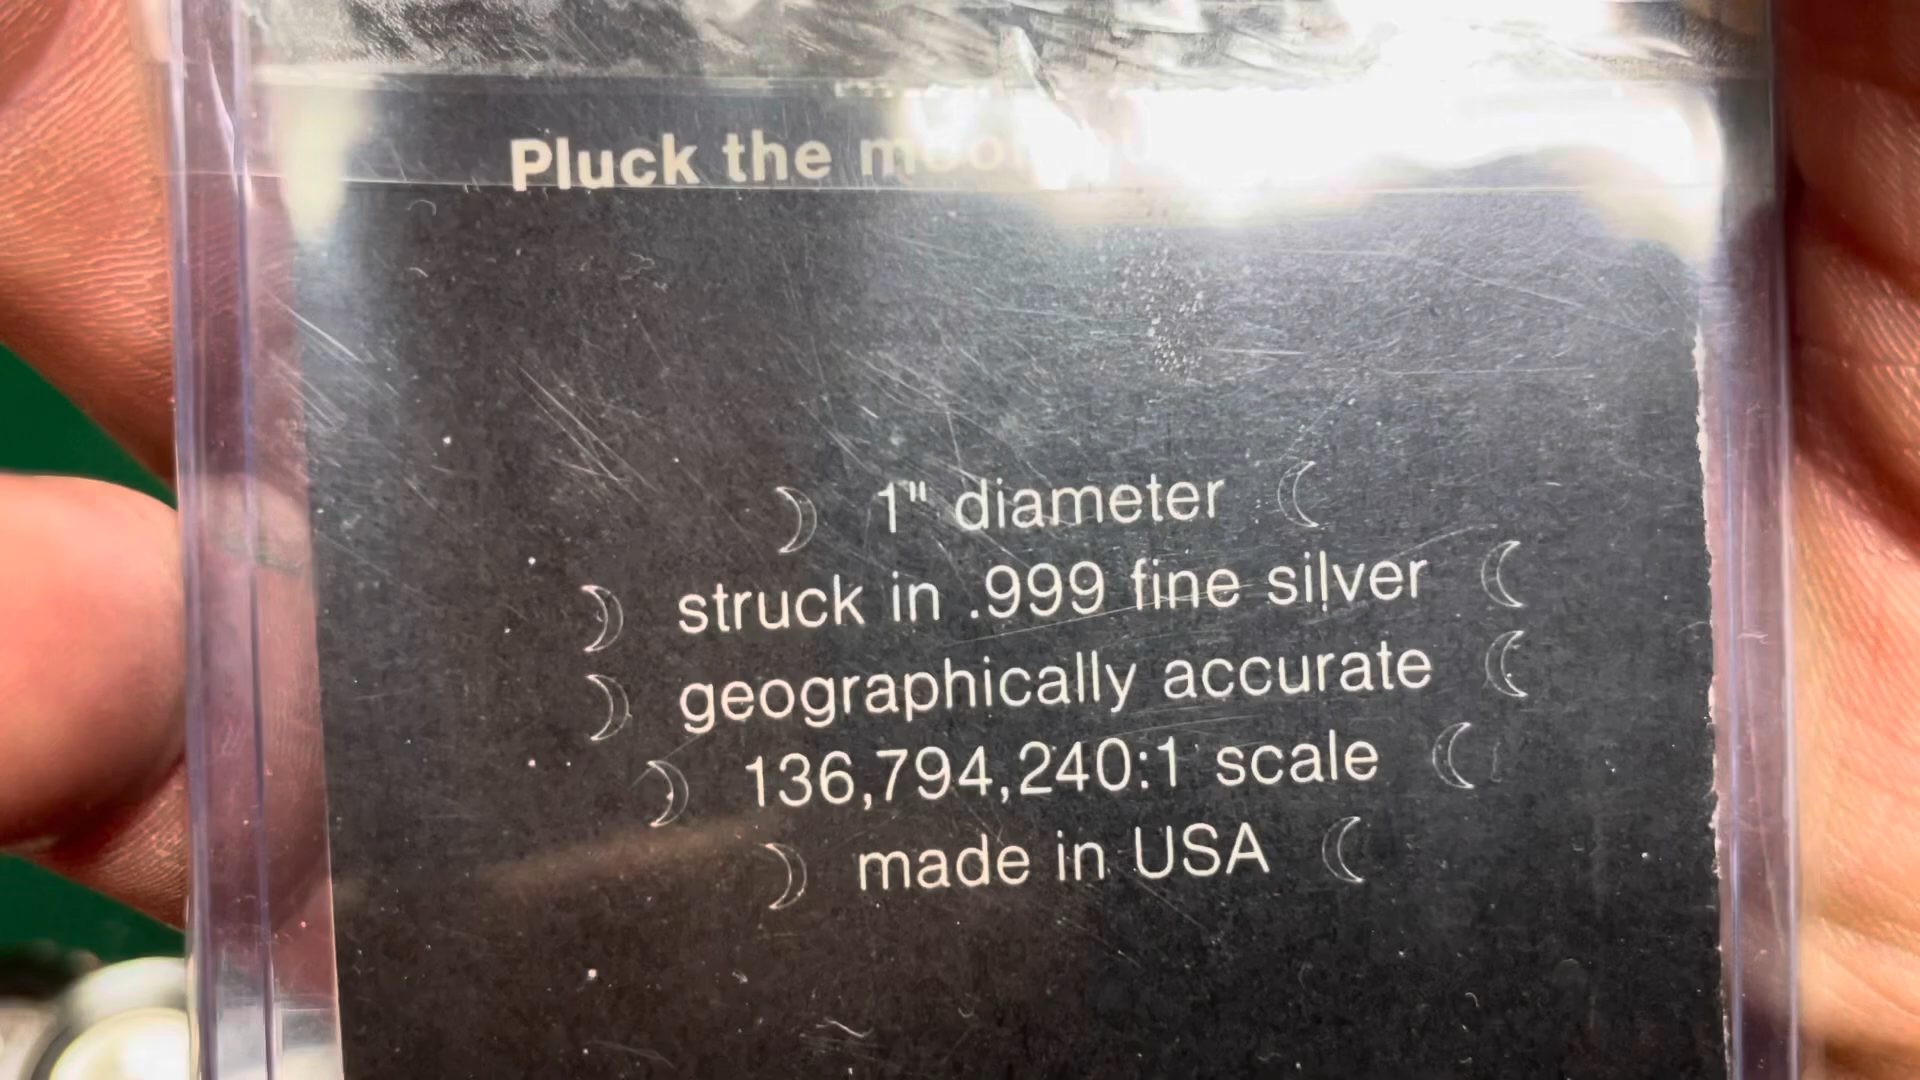 Pluck the moon
1" diameter
struck in .999 fine silver
geographically accurate
136,794,240:1 scale
made in USA